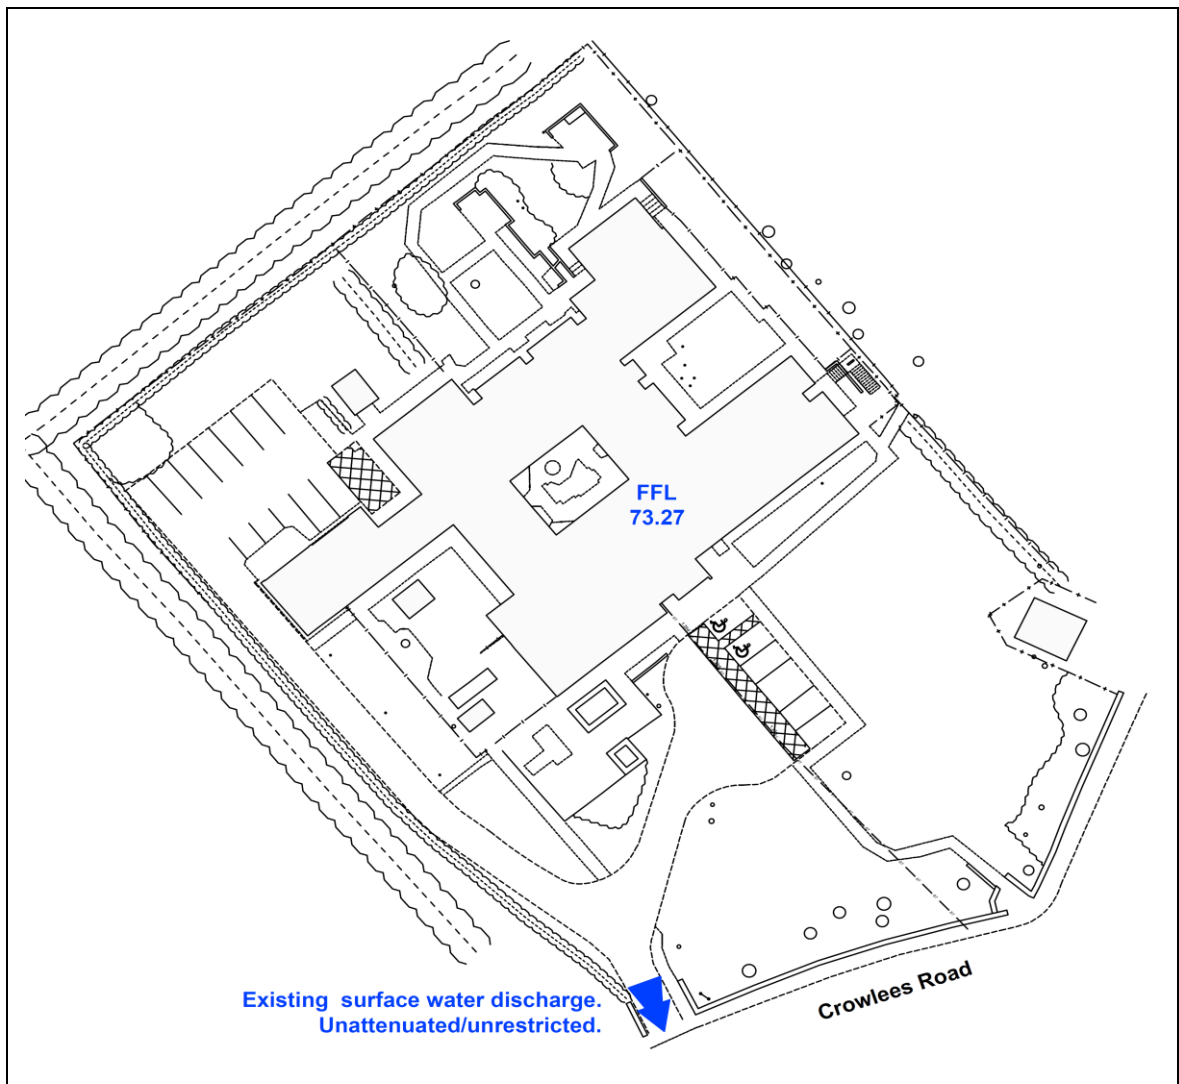 FFL
73.27
Existing surface water discharge.
Unattenuated/unrestricted.
Crowlees Road